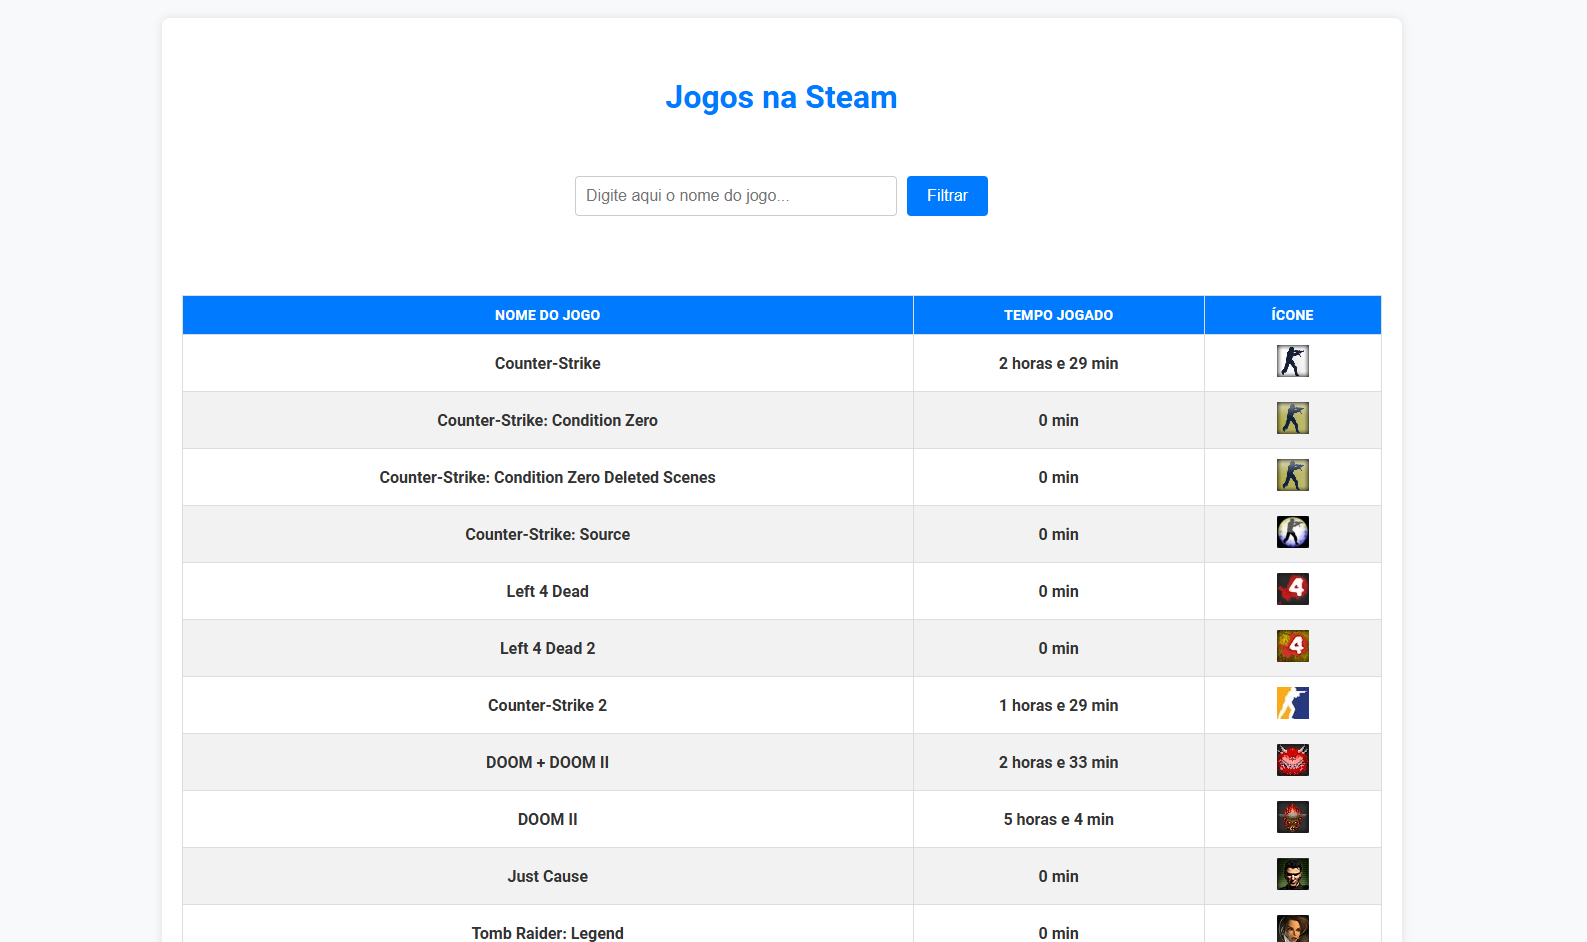 Jogos na Steam
Digite aqui o nome do jogo... Filtrar
NOME DO JOGO TEMPO JOGADO ÍCONE
Counter-Strike 2 horas e 29 min
Counter-Strike: Condition Zero 0 min
Counter-Strike: Condition Zero Deleted Scenes 0 min
Counter-Strike: Source 0 min
Left 4 Dead 0 min 4
Left 4 Dead 2 0 min 4
Counter-Strike 2 1 horas e 29 min
DOOM + DOOM II 2 horas e 33 min
DOOM II 5 horas e 4 min
Just Cause 0 min
Tomb Raider: Legend 0 min